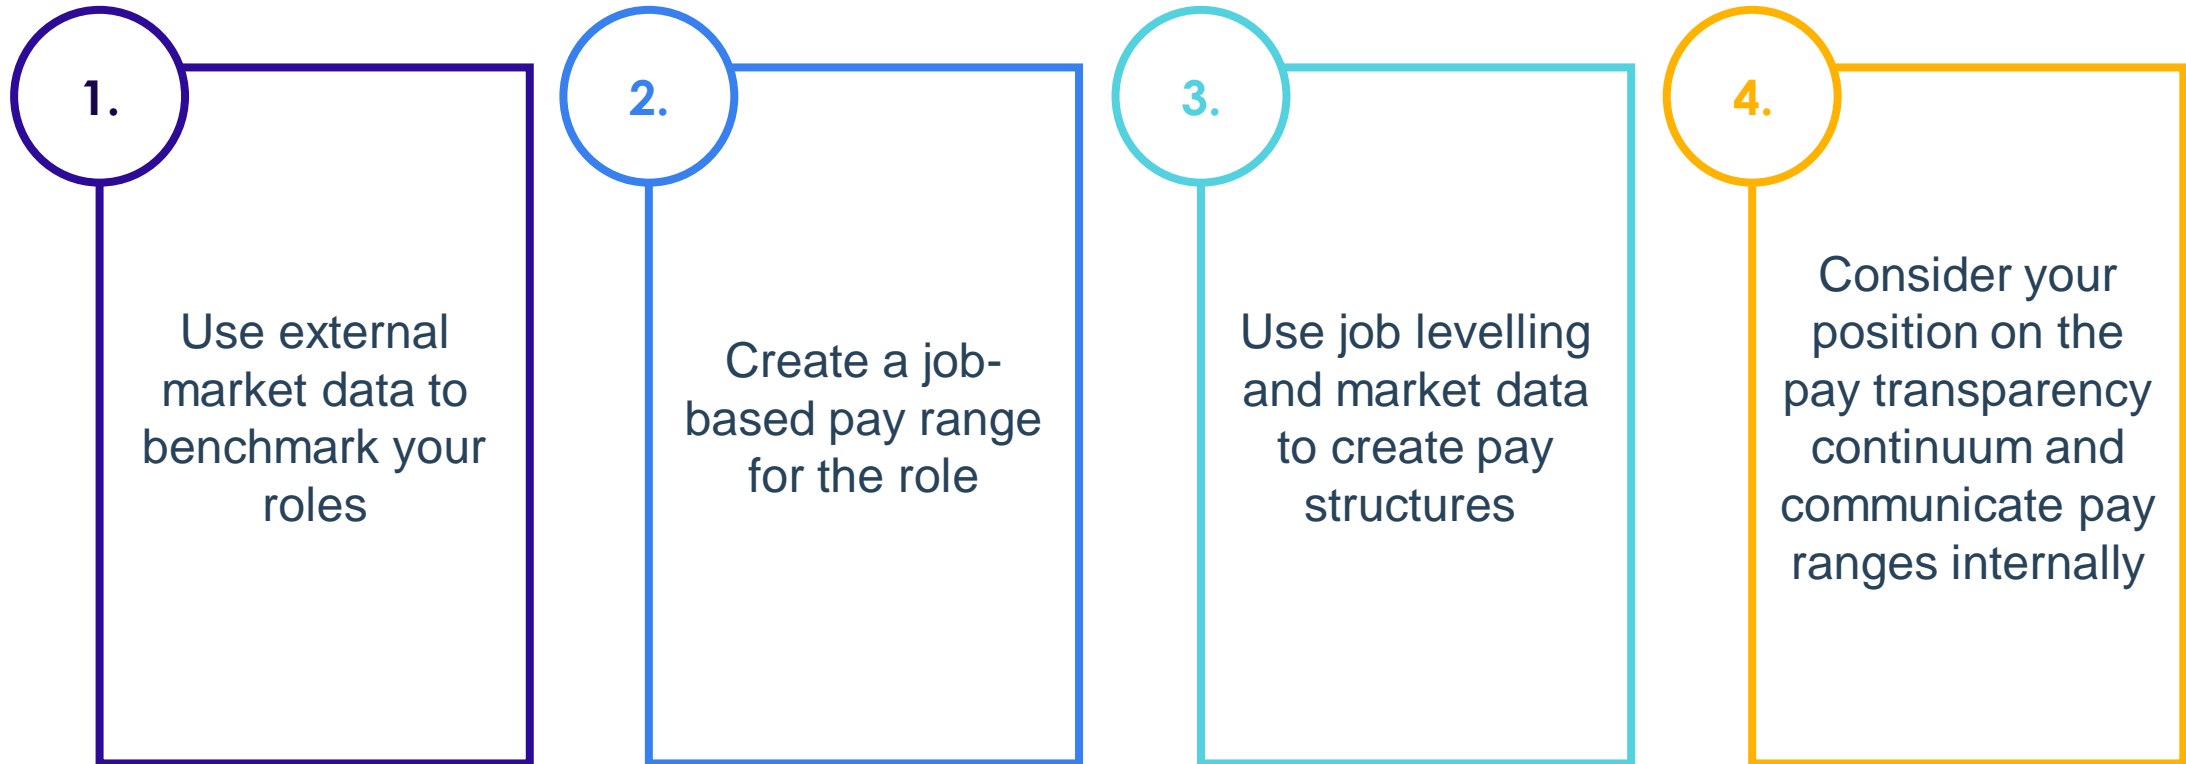 1.
Use external
market data to
benchmark your
roles
2.
Create a job-
based pay range
for the role
3.
Use job levelling
and market data
to create pay
structures
4.
Consider your
position on the
pay transparency
continuum and
communicate pay
ranges internally